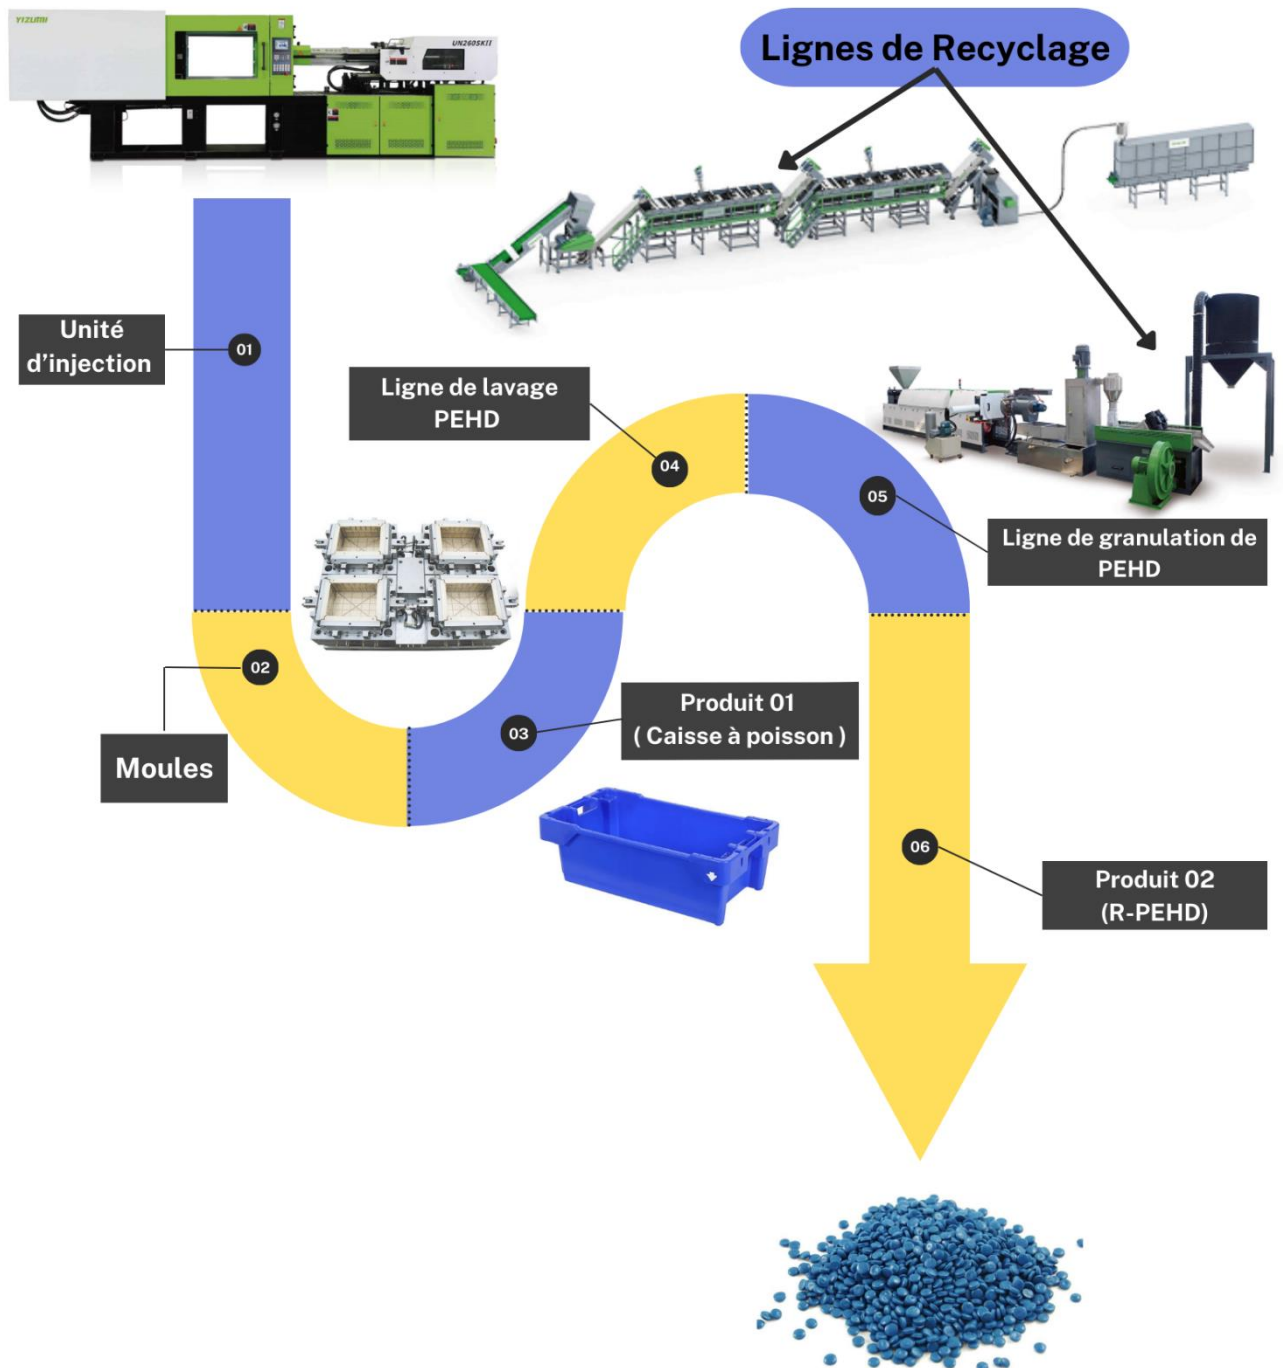 YIZUMI
UN260SKII
Lignes de Recyclage
Unité
d’injection
01
Ligne de lavage
PEHD
04
05
Ligne de granulation de
PEHD
02
Moules
03
Produit 01
( Caisse à poisson )
06
Produit 02
(R-PEHD)